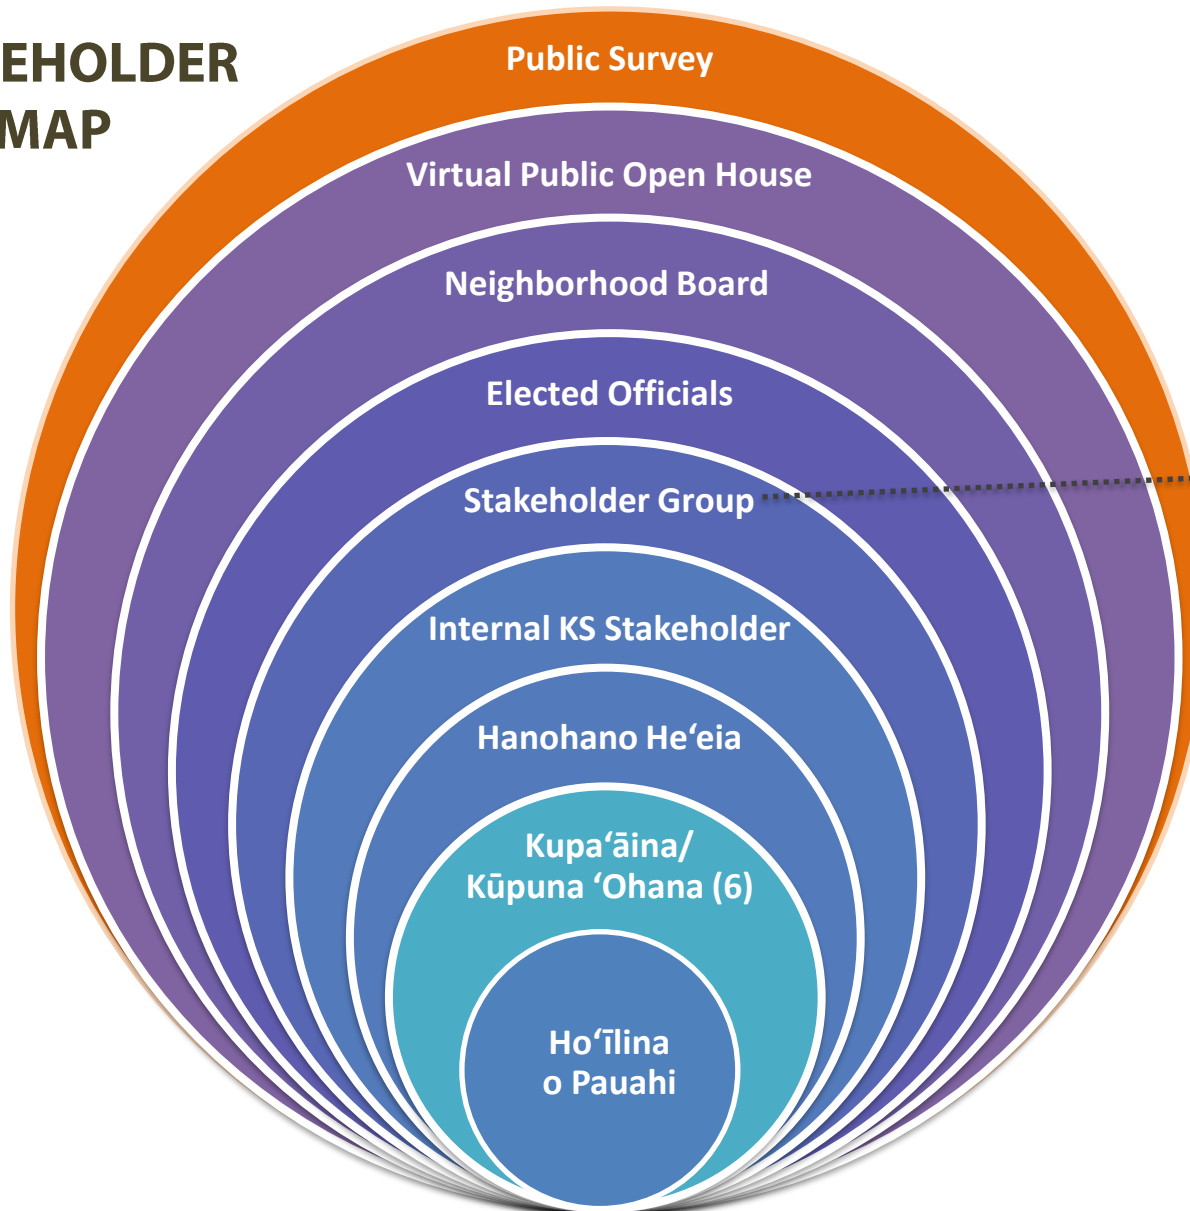 EHOLDER
MAP
Public Survey
Virtual Public Open House
Neighborhood Board
Elected Officials
Stakeholder Group
Internal KS Stakeholder
Hanohano Heʻeia
Kupaʻāina/
Kūpuna ʻOhana (6)
Hoʻīlina
o Pauahi